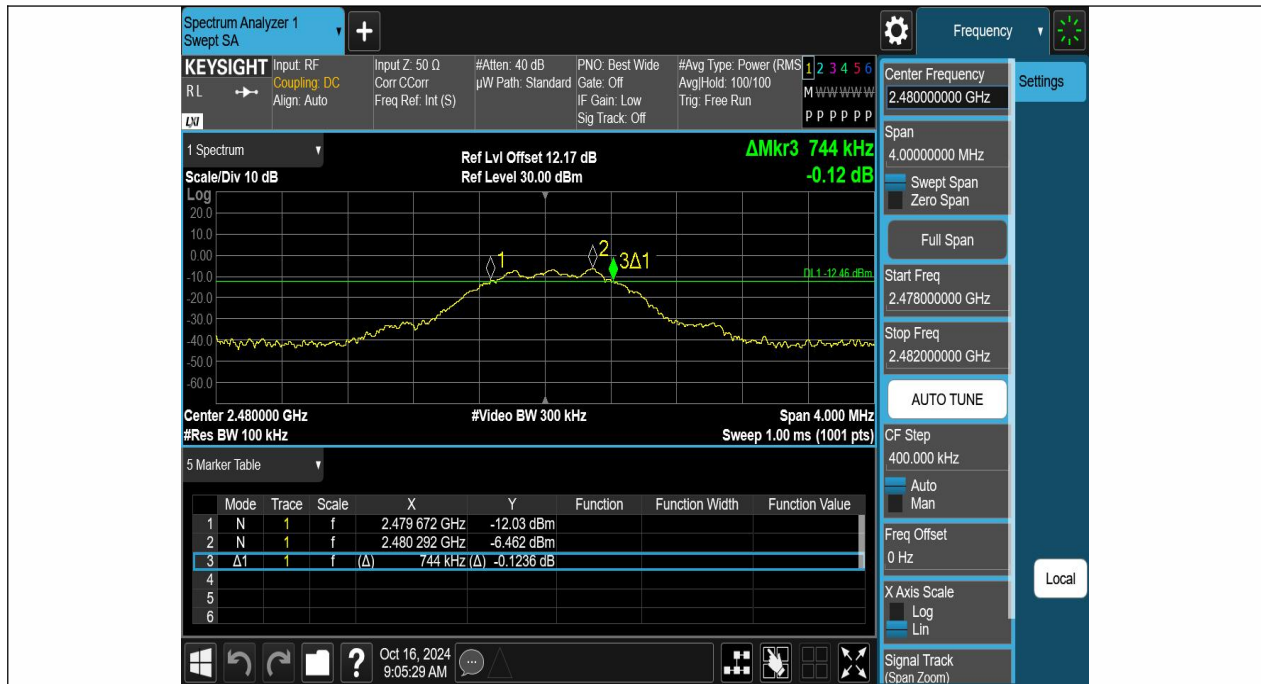 Spectrum Analyzer 1
Swept SA
+
Frequency
KEYSIGHT
RL
LXI
Input: RF
Coupling: DC
Align: Auto
Input Z: 50 Ω
Corr CCorr
Freq Ref: Int (S)
#Atten: 40 dB
µW Path: Standard
PNO: Best Wide
Gate: Off
IF Gain: Low
Sig Track: Off
#Avg Type: Power (RMS
Avg|Hold: 100/100
Trig: Free Run
1 2 3 4 5 6
M W W W W W
P P P P P P
1 Spectrum
Scale/Div 10 dB
Ref Lvl Offset 12.17 dB
Ref Level 30.00 dBm
ΔMkr3 744 kHz
-0.12 dB
Log
20.0
10.0
0.00
-10.0
-20.0
-30.0
-40.0
-50.0
-60.0
1
2
3Δ1
DL1 -12.46 dBm
Center 2.480000 GHz
#Video BW 300 kHz
Span 4.000 MHz
#Res BW 100 kHz
Sweep 1.00 ms (1001 pts)
5 Marker Table
Mode Trace Scale X Y Function Function Width Function Value
1 N 1 f 2.479 672 GHz -12.03 dBm
2 N 1 f 2.480 292 GHz -6.462 dBm
3 Δ1 1 f (Δ) 744 kHz (Δ) -0.1236 dB
4
5
6
?
Oct 16, 2024
9:05:29 AM
Center Frequency
2.480000000 GHz
Span
4.00000000 MHz
Swept Span
Zero Span
Full Span
Start Freq
2.478000000 GHz
Stop Freq
2.482000000 GHz
AUTO TUNE
CF Step
400.000 kHz
Auto
Man
Freq Offset
0 Hz
X Axis Scale
Log
Lin
Signal Track
(Span Zoom)
Settings
Local